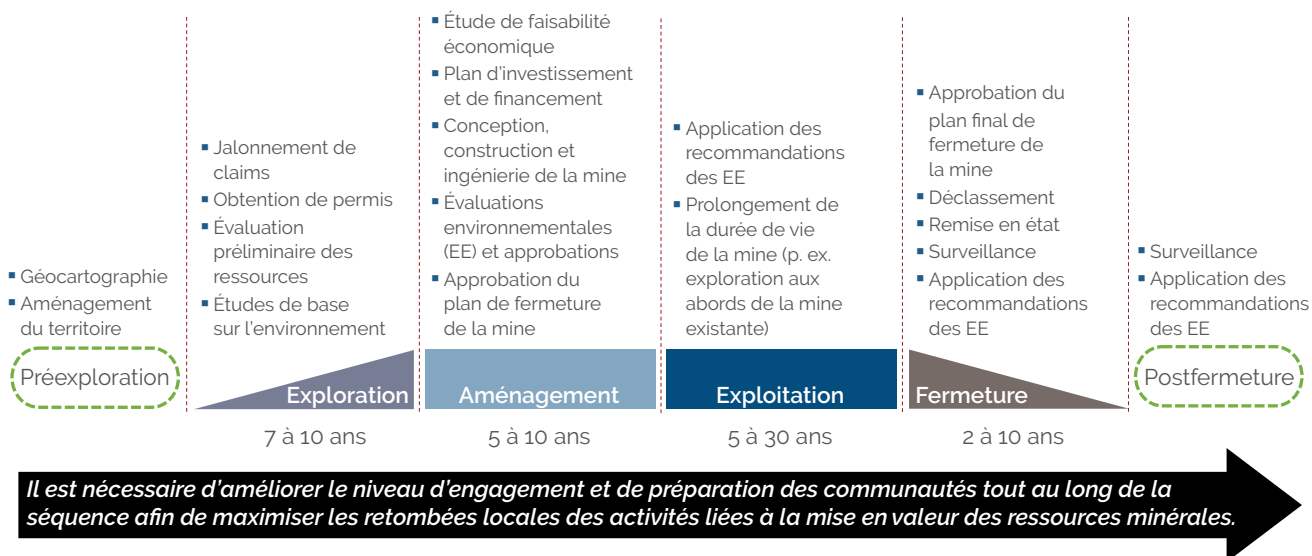 Géocartographie
Aménagement
du territoire
Préexploration
Jalonnement de
claims
Obtention de permis
Évaluation
préliminaire des
ressources
Études de base
sur l'environnement
Exploration
7 à 10 ans
Étude de faisabilité
économique
Plan d'investissement
et de financement
Conception,
construction et
ingénierie de la mine
Évaluations
environnementales
(EE) et approbations
Approbation du
plan de fermeture
de la mine
Aménagement
5 à 10 ans
Application des
recommandations
des EE
Prolongement de
la durée de vie
de la mine (p. ex.
exploration aux
abords de la mine
existante)
Exploitation
5 à 30 ans
Approbation du
plan final de
fermeture de
la mine
Déclassement
Remise en état
Surveillance
Application des
recommandations
des EE
Fermeture
2 à 10 ans
Surveillance
Application des
recommandations
des EE
Postfermeture
Il est nécessaire d'améliorer le niveau d'engagement et de préparation des communautés tout au long de la
séquence afin de maximiser les retombées locales des activités liées à la mise en valeur des ressources minérales.